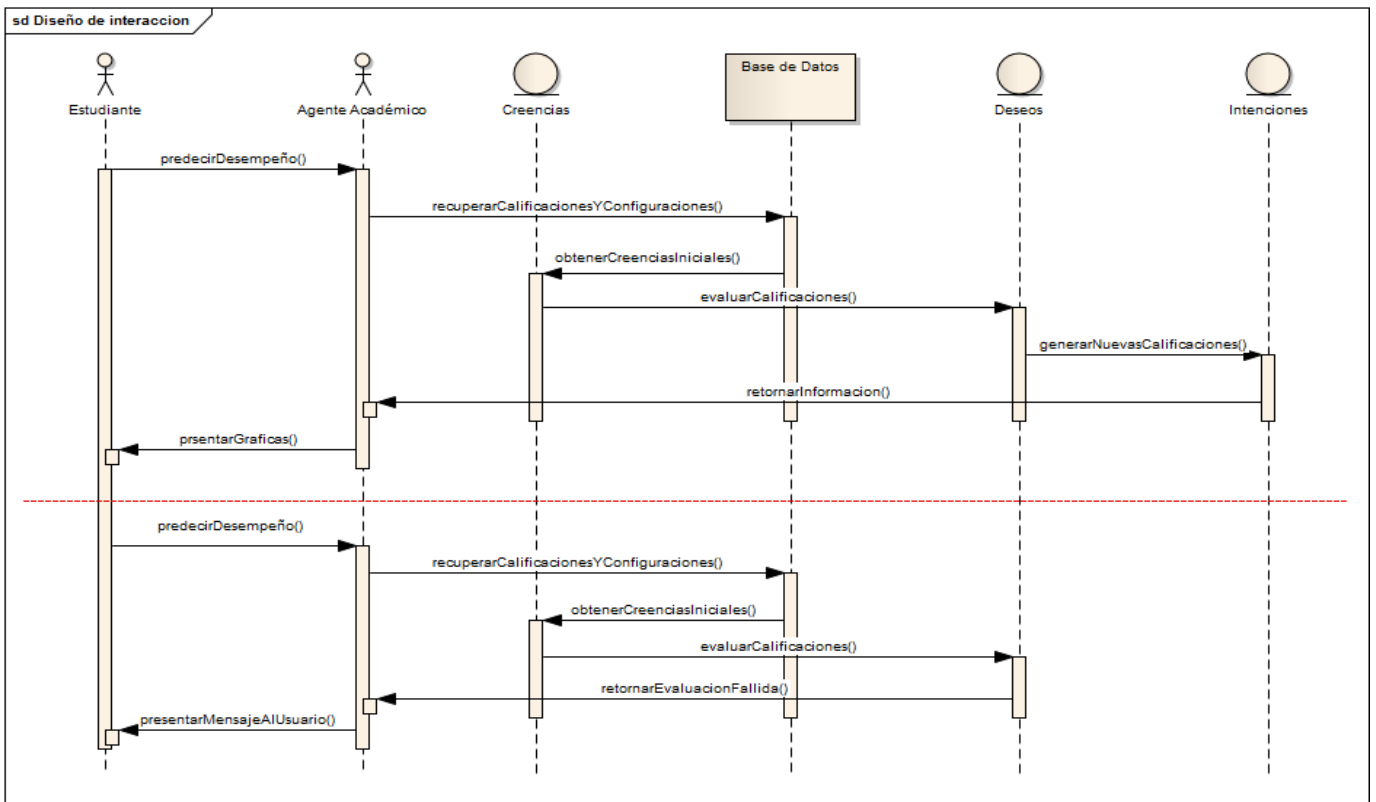 sd Diseño de interaccion
Estudiante
Agente Académico
Creencias
Base de Datos
Deseos
Intenciones
predecirDesempeño()
recuperarCalificacionesYConfiguraciones()
obtenerCreenciasIniciales()
evaluarCalificaciones()
generarNuevasCalificaciones()
retornarInformacion()
prsentarGraficas()
predecirDesempeño()
recuperarCalificacionesYConfiguraciones()
obtenerCreenciasIniciales()
evaluarCalificaciones()
retornarEvaluacionFallida()
presentarMensajeAlUsuario()